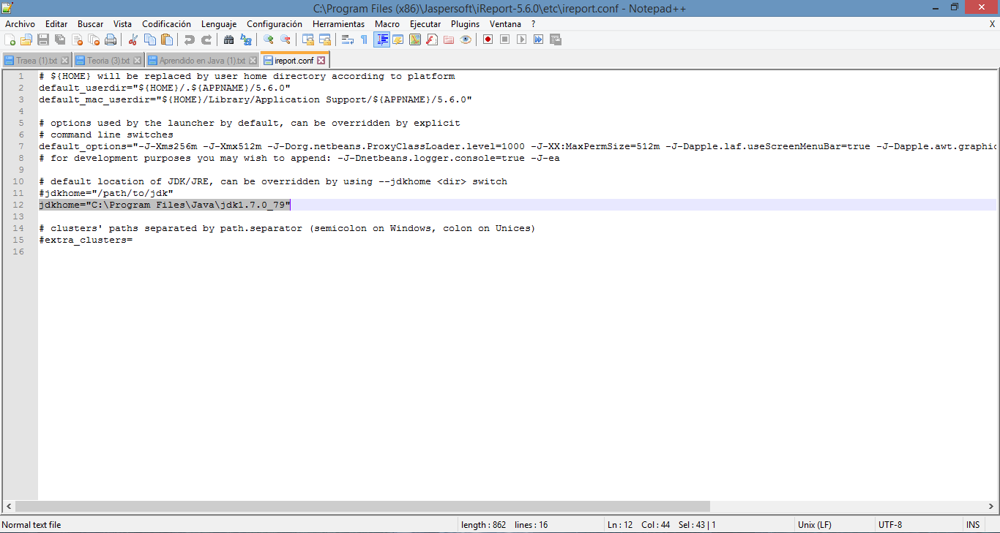 C:\Program Files (x86)\Jaspersoft\iReport-5.6.0\etc\ireport.conf - Notepad++
Archivo Editar Buscar Vista Codificación Lenguaje Configuración Herramientas Macro Ejecutar Plugins Ventana ? X
Traea (1).txt Teoria (3).txt Aprendido en Java (1).txt ireport.conf
1 # ${HOME} will be replaced by user home directory according to platform
2 default_userdir="${HOME}/.${APPNAME}/5.6.0"
3 default_mac_userdir="${HOME}/Library/Application Support/${APPNAME}/5.6.0"
4
5 # options used by the launcher by default, can be overridden by explicit
6 # command line switches
7 default_options="-J-Xms256m -J-Xmx512m -J-Dorg.netbeans.ProxyClassLoader.level=1000 -J-XX:MaxPermSize=512m -J-Dapple.laf.useScreenMenuBar=true -J-Dapple.awt.graphic
8 # for development purposes you may wish to append: -J-Dnetbeans.logger.console=true -J-ea
9
10 # default location of JDK/JRE, can be overridden by using --jdkhome <dir> switch
11 #jdkhome="/path/to/jdk"
12 jdkhome="C:\Program Files\Java\jdk1.7.0_79"
13
14 # clusters' paths separated by path.separator (semicolon on Windows, colon on Unices)
15 #extra_clusters=
16
Normal text file length : 862 lines : 16 Ln : 12 Col : 44 Sel : 43 | 1 Unix (LF) UTF-8 INS